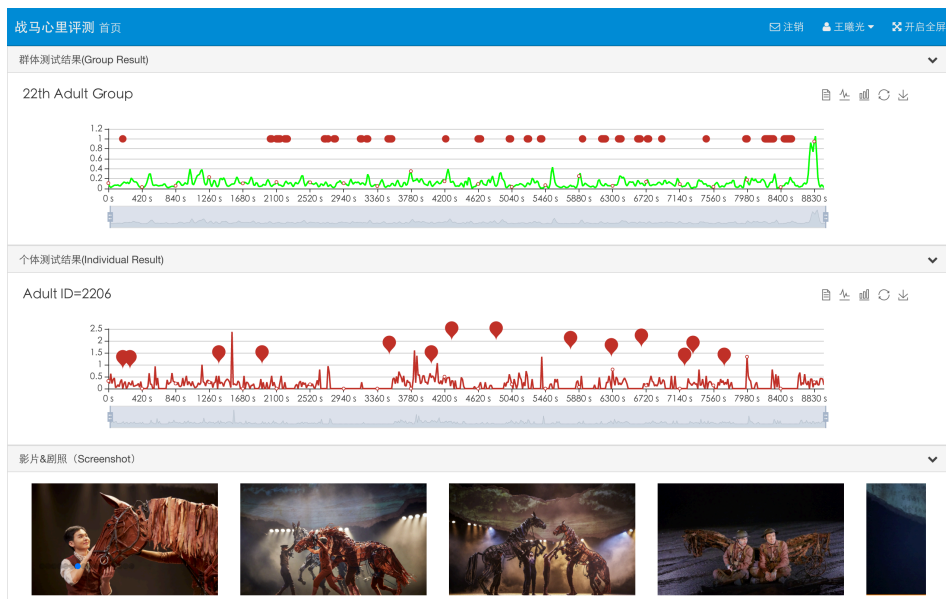 战马心里评测 首页 注销 王曦光 开启全屏
群体测试结果(Group Result)
22th Adult Group
1.2
1
0.8
0.6
0.4
0.2
0
0 s 420 s 840 s 1260 s 1680 s 2100 s 2520 s 2940 s 3360 s 3780 s 4200 s 4620 s 5040 s 5460 s 5880 s 6300 s 6720 s 7140 s 7560 s 7980 s 8400 s 8830 s
个体测试结果(Individual Result)
Adult ID=2206
2.5
2
1.5
1
0.5
0
0 s 420 s 840 s 1260 s 1680 s 2100 s 2520 s 2940 s 3360 s 3780 s 4200 s 4620 s 5040 s 5460 s 5880 s 6300 s 6720 s 7140 s 7560 s 7980 s 8400 s 8830 s
影片&剧照（Screenshot）